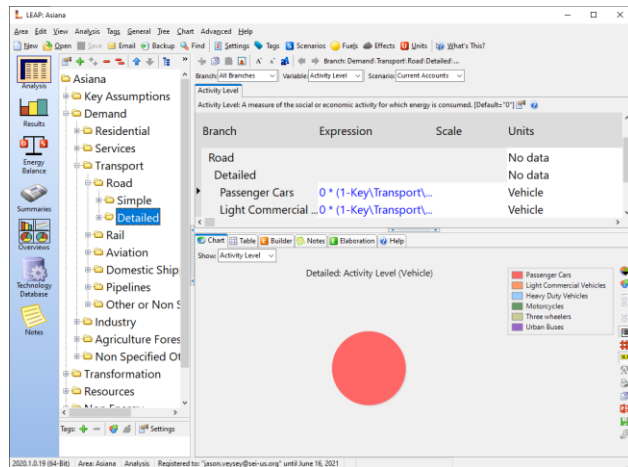 LEAP: Asiana
Area Edit View Analysis Tags General Tree Chart Advanced Help
New Open Save Email Backup Find Settings Tags Scenarios Fuels Effects Units What's This?
Analysis
Results
Energy
Balance
Summaries
Overviews
Technology
Database
Notes
Asiana
Key Assumptions
Demand
Residential
Services
Transport
Road
Simple
Detailed
Rail
Aviation
Domestic Ship
Pipelines
Other or Non S
Industry
Agriculture Fores
Non Specified Ot
Transformation
Resources
Tags: Settings
Branch: Demand\Transport\Road\Detailed\...
Branch: All Branches Variable: Activity Level Scenario: Current Accounts
Activity Level
Activity Level: A measure of the social or economic activity for which energy is consumed. [Default="0"]
Branch Expression Scale Units
Road No data
Detailed No data
Passenger Cars 0 * (1-Key\Transport\... Vehicle
Light Commercial ... 0 * (1-Key\Transport\... Vehicle
Chart Table Builder Notes Elaboration Help
Show: Activity Level
Detailed: Activity Level (Vehicle)
Passenger Cars
Light Commercial Vehicles
Heavy Duty Vehicles
Motorcycles
Three wheelers
Urban Buses
2020.1.0.19 (64-Bit) Area: Asiana Analysis Registered to: "jason.veysey@sei-us.org" until June 16, 2021